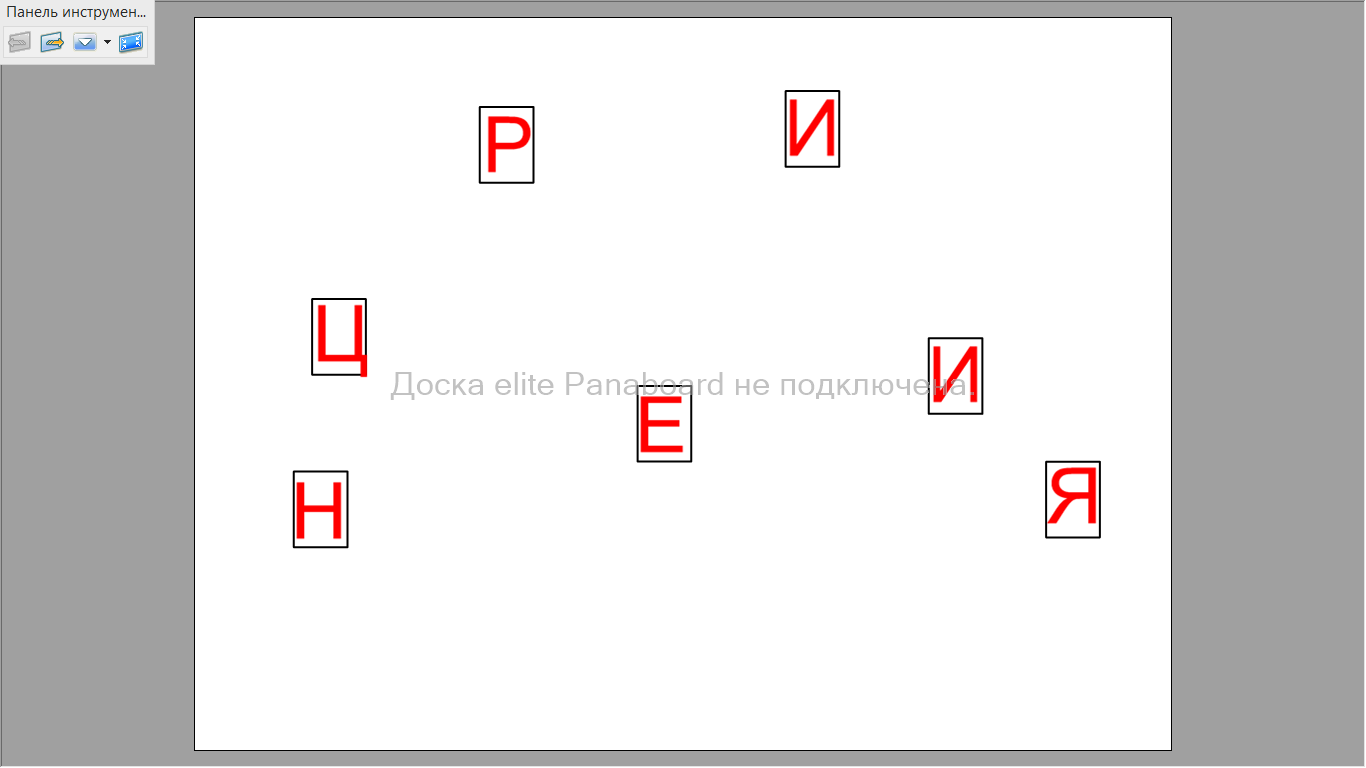 Панель инструмен...
Р
И
Ц
И
Доска elite Panaboard не подключена.
Е
Н
Я